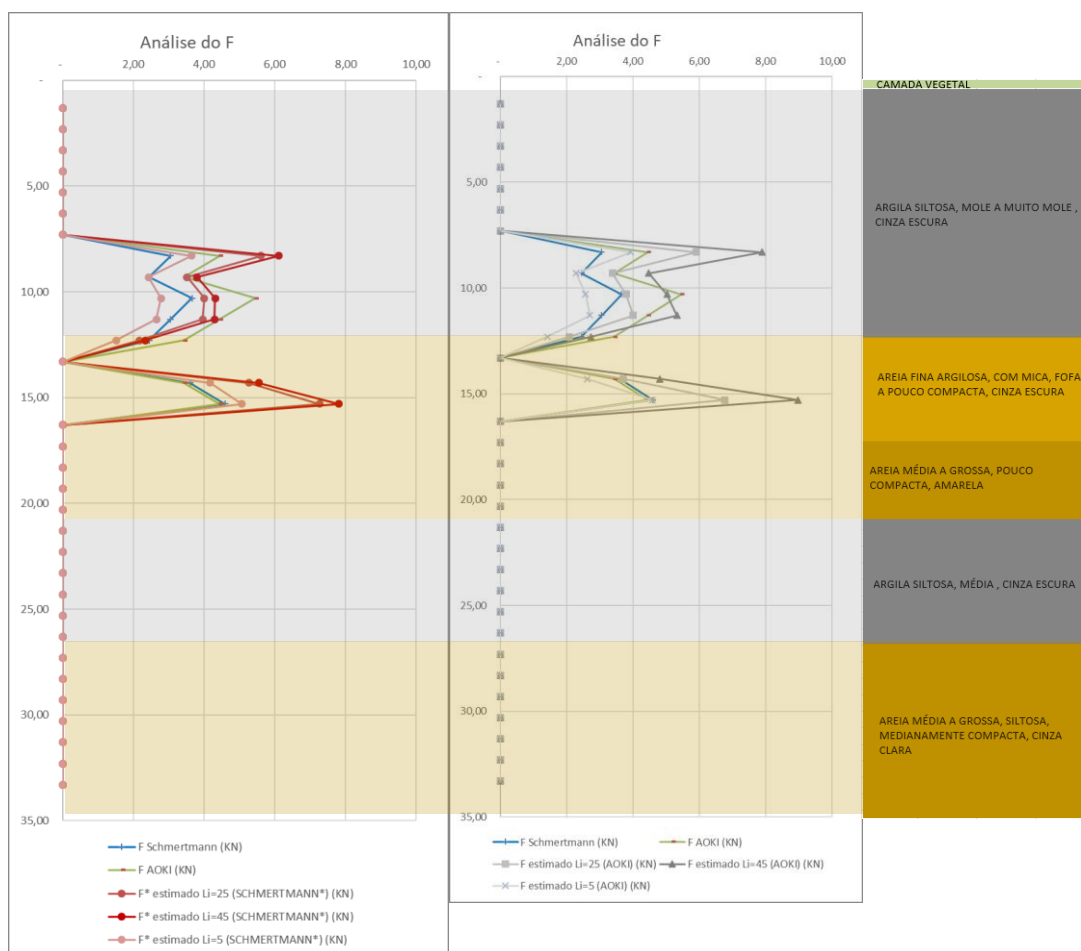 Análise do F
- 2,00 4,00 6,00 8,00 10,00
-
5,00
10,00
15,00
20,00
25,00
30,00
35,00
F Schmertmann (KN)
F AOKI (KN)
F* estimado Li=25 (SCHMERTMANN*) (KN)
F* estimado Li=45 (SCHMERTMANN*) (KN)
F* estimado Li=5 (SCHMERTMANN*) (KN)
Análise do F
- 2,00 4,00 6,00 8,00 10,00
-
5,00
10,00
15,00
20,00
25,00
30,00
35,00
F Schmertmann (KN) F AOKI (KN)
F estimado Li=25 (AOKI) (KN) F estimado Li=45 (AOKI) (KN)
F estimado Li=5 (AOKI) (KN)
CAMADA VEGETAL
ARGILA SILTOSA, MOLE A MUITO MOLE ,
CINZA ESCURA
AREIA FINA ARGILOSA, COM MICA, FOFA
A POUCO COMPACTA, CINZA ESCURA
AREIA MÉDIA A GROSSA, POUCO
COMPACTA, AMARELA
ARGILA SILTOSA, MÉDIA , CINZA ESCURA
AREIA MÉDIA A GROSSA, SILTOSA,
MEDIANAMENTE COMPACTA, CINZA
CLARA